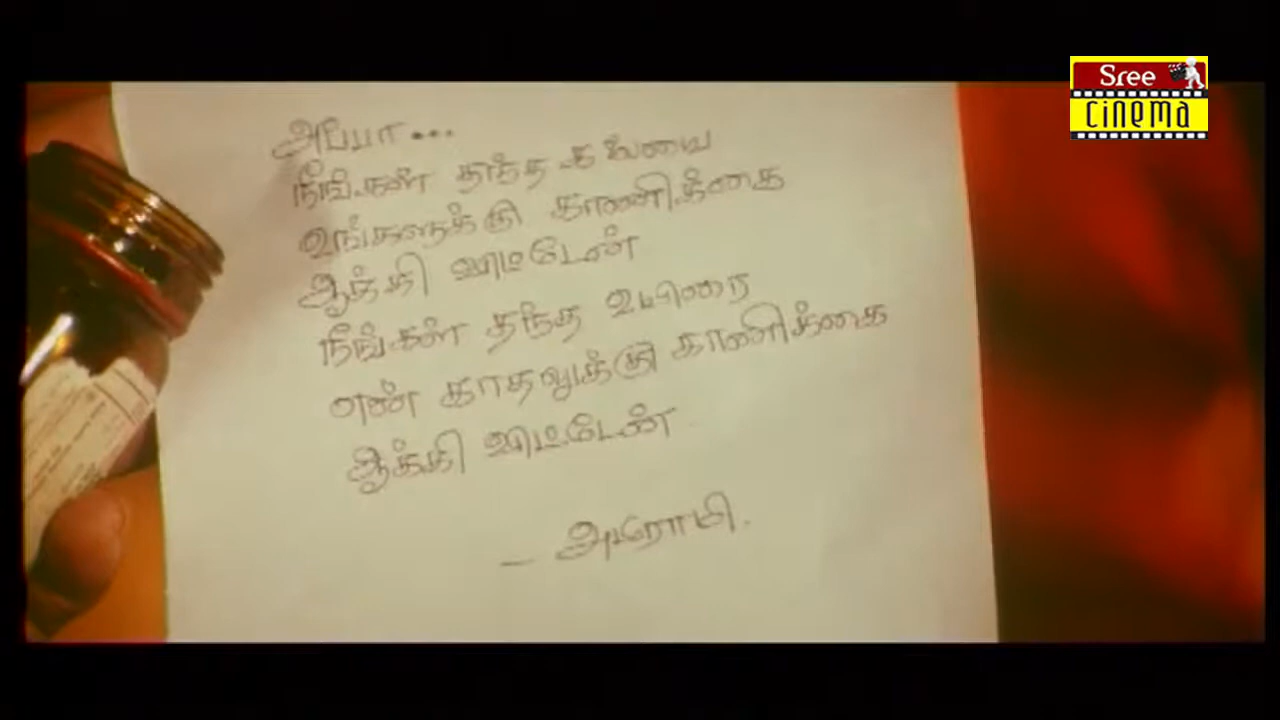 Sree
cinema
அப்பா...
நீங்கள் தந்த கலையை
உங்களுக்கு காணிக்கை
ஆக்கி விட்டேன்
நீங்கள் தந்த உயிரை
என் காதலுக்கு காணிக்கை
ஆக்கி விட்டேன்
_ அபிராமி.